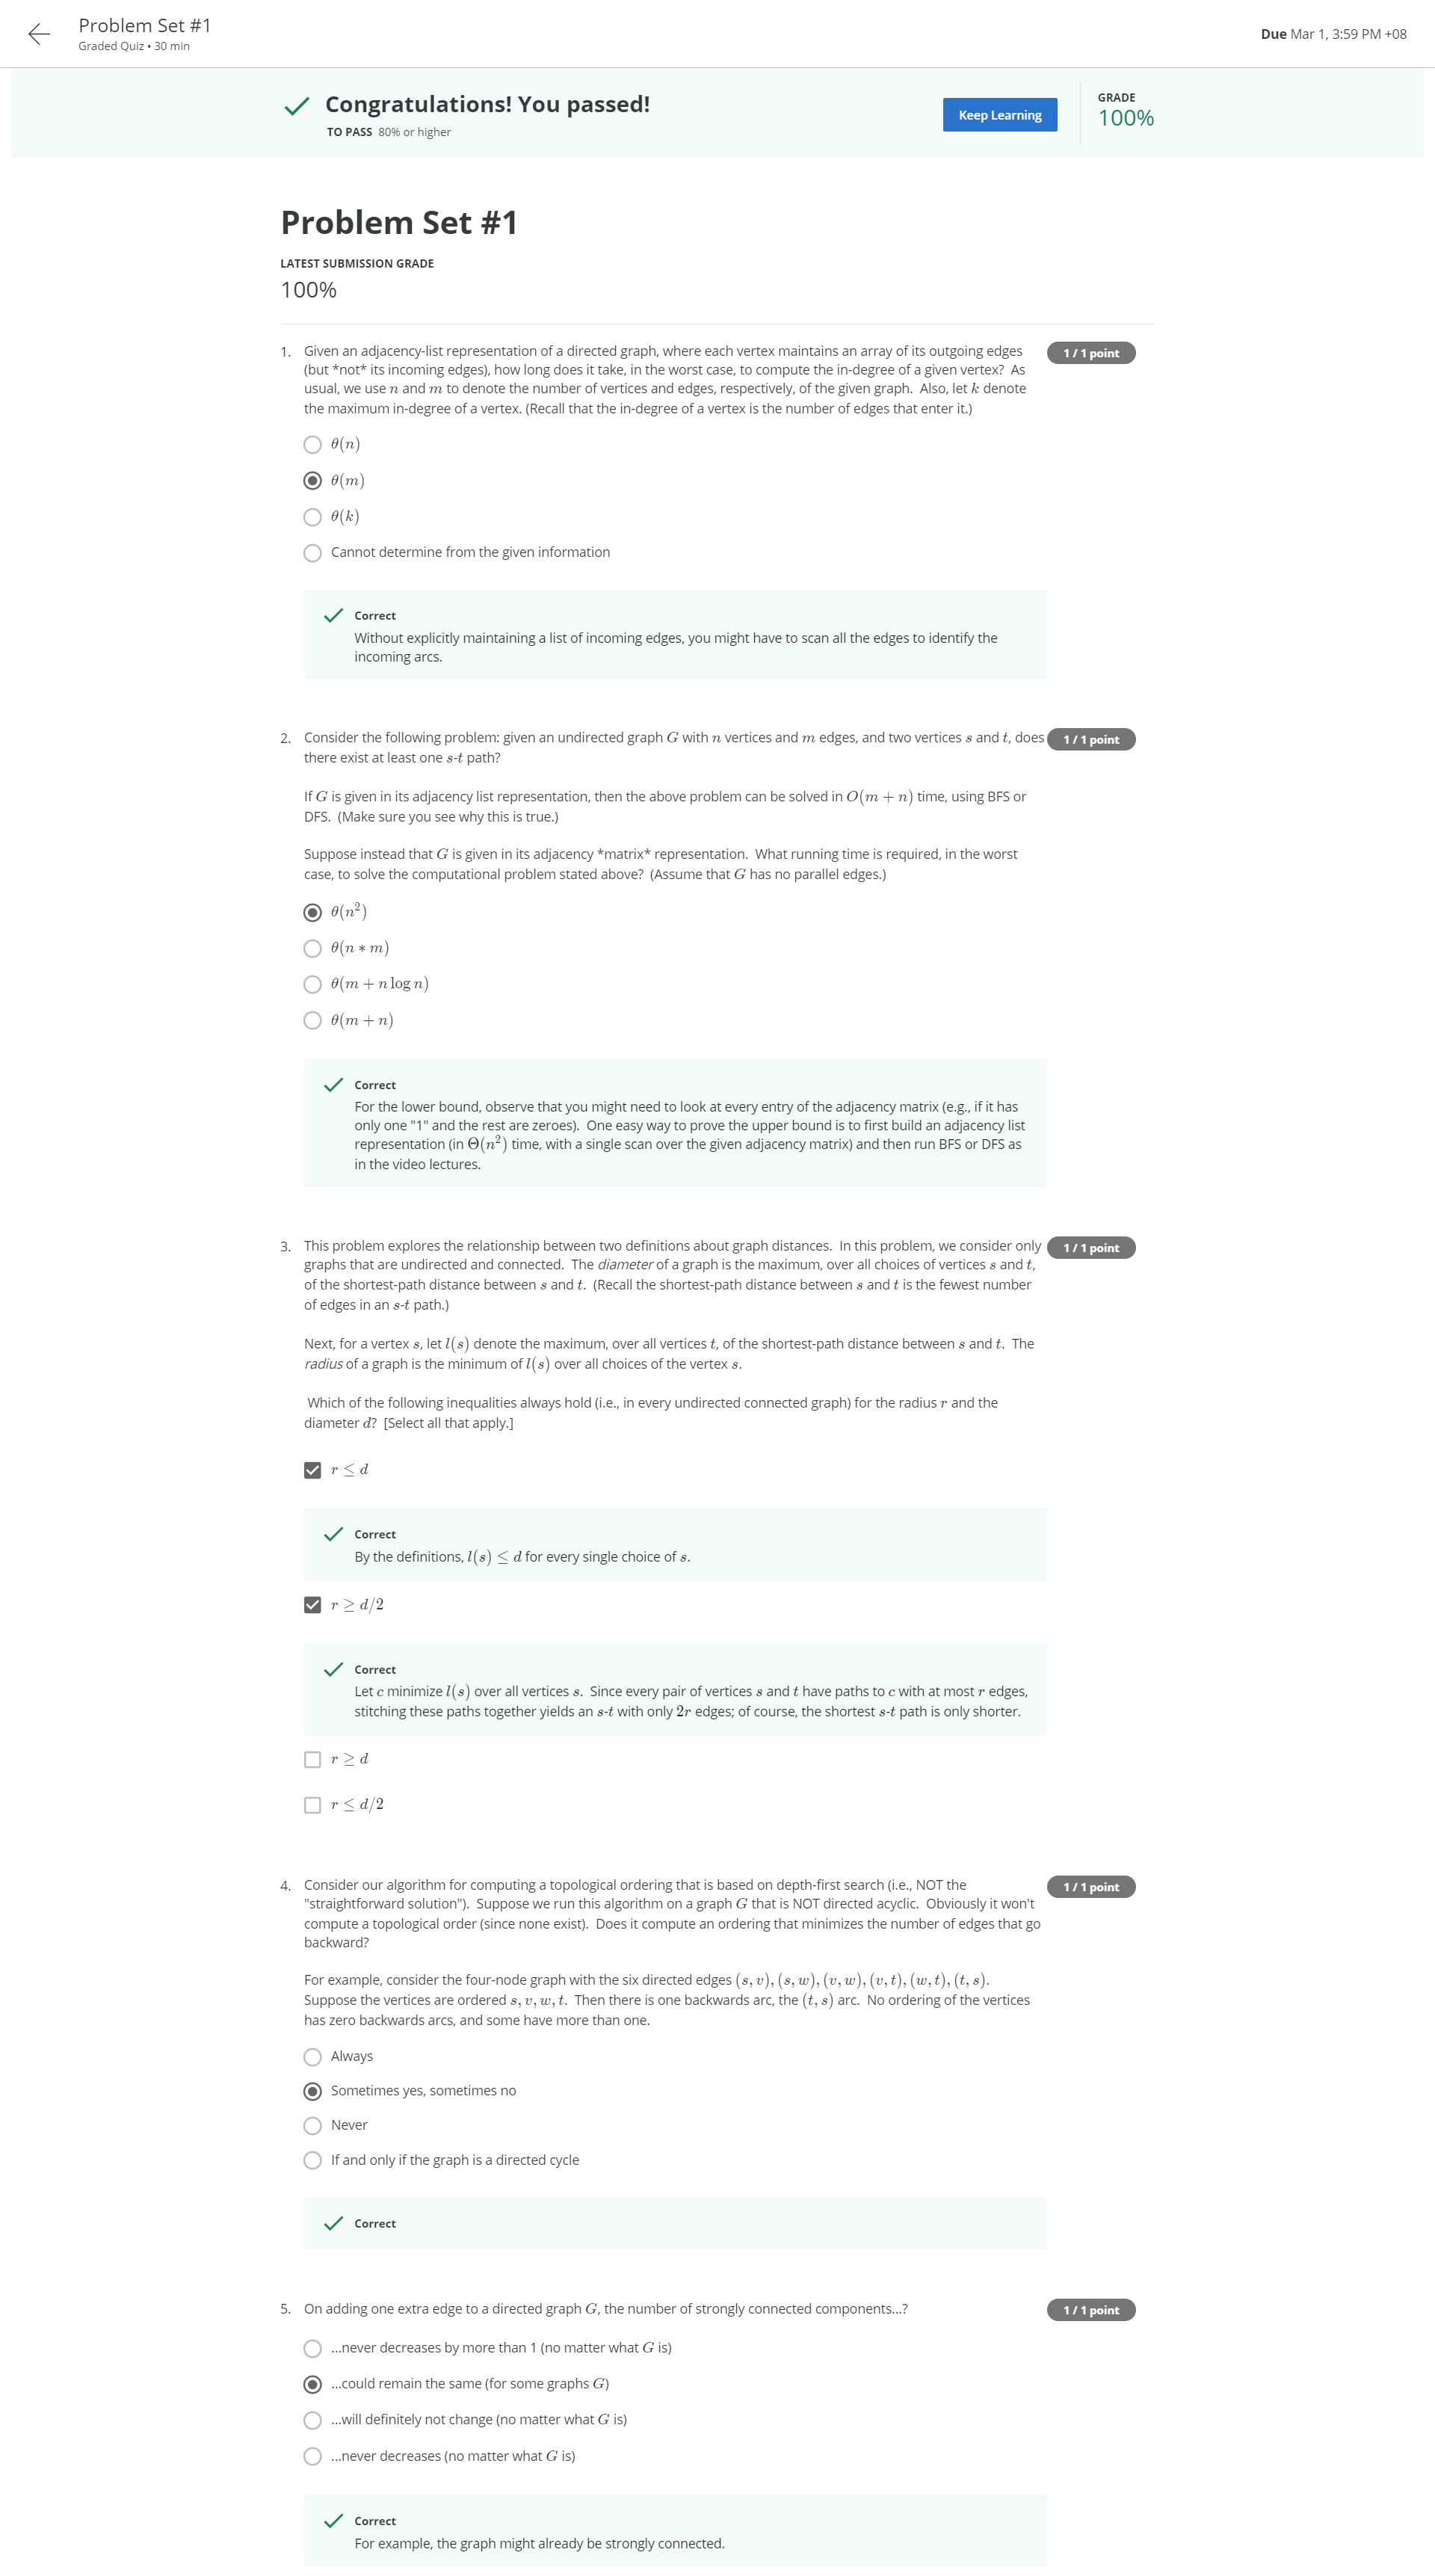 Problem Set #1
Graded Quiz • 30 min
Due Mar 1, 3:59 PM +08
Congratulations! You passed!
TO PASS 80% or higher
Keep Learning
GRADE
100%
Problem Set #1
LATEST SUBMISSION GRADE
100%
1. Given an adjacency-list representation of a directed graph, where each vertex maintains an array of its outgoing edges
(but *not* its incoming edges), how long does it take, in the worst case, to compute the in-degree of a given vertex? As
usual, we use n and m to denote the number of vertices and edges, respectively, of the given graph. Also, let k denote
the maximum in-degree of a vertex. (Recall that the in-degree of a vertex is the number of edges that enter it.)
1 / 1 point
θ(n)
θ(m)
θ(k)
Cannot determine from the given information
Correct
Without explicitly maintaining a list of incoming edges, you might have to scan all the edges to identify the
incoming arcs.
2. Consider the following problem: given an undirected graph G with n vertices and m edges, and two vertices s and t, does
there exist at least one s-t path?
1 / 1 point
If G is given in its adjacency list representation, then the above problem can be solved in O(m + n) time, using BFS or
DFS. (Make sure you see why this is true.)
Suppose instead that G is given in its adjacency *matrix* representation. What running time is required, in the worst
case, to solve the computational problem stated above? (Assume that G has no parallel edges.)
θ(n²)
θ(n ∗ m)
θ(m + n log n)
θ(m + n)
Correct
For the lower bound, observe that you might need to look at every entry of the adjacency matrix (e.g., if it has
only one "1" and the rest are zeroes). One easy way to prove the upper bound is to first build an adjacency list
representation (in Θ(n²) time, with a single scan over the given adjacency matrix) and then run BFS or DFS as
in the video lectures.
3. This problem explores the relationship between two definitions about graph distances. In this problem, we consider only
graphs that are undirected and connected. The diameter of a graph is the maximum, over all choices of vertices s and t,
of the shortest-path distance between s and t. (Recall the shortest-path distance between s and t is the fewest number
of edges in an s-t path.)
1 / 1 point
Next, for a vertex s, let l(s) denote the maximum, over all vertices t, of the shortest-path distance between s and t. The
radius of a graph is the minimum of l(s) over all choices of the vertex s.
Which of the following inequalities always hold (i.e., in every undirected connected graph) for the radius r and the
diameter d? [Select all that apply.]
r ≤ d
Correct
By the definitions, l(s) ≤ d for every single choice of s.
r ≥ d/2
Correct
Let c minimize l(s) over all vertices s. Since every pair of vertices s and t have paths to c with at most r edges,
stitching these paths together yields an s-t with only 2r edges; of course, the shortest s-t path is only shorter.
r ≥ d
r ≤ d/2
4. Consider our algorithm for computing a topological ordering that is based on depth-first search (i.e., NOT the
"straightforward solution"). Suppose we run this algorithm on a graph G that is NOT directed acyclic. Obviously it won't
compute a topological order (since none exist). Does it compute an ordering that minimizes the number of edges that go
backward?
1 / 1 point
For example, consider the four-node graph with the six directed edges (s, v), (s, w), (v, w), (v, t), (w, t), (t, s).
Suppose the vertices are ordered s, v, w, t. Then there is one backwards arc, the (t, s) arc. No ordering of the vertices
has zero backwards arcs, and some have more than one.
Always
Sometimes yes, sometimes no
Never
If and only if the graph is a directed cycle
Correct
5. On adding one extra edge to a directed graph G, the number of strongly connected components...?
1 / 1 point
...never decreases by more than 1 (no matter what G is)
...could remain the same (for some graphs G)
...will definitely not change (no matter what G is)
...never decreases (no matter what G is)
Correct
For example, the graph might already be strongly connected.